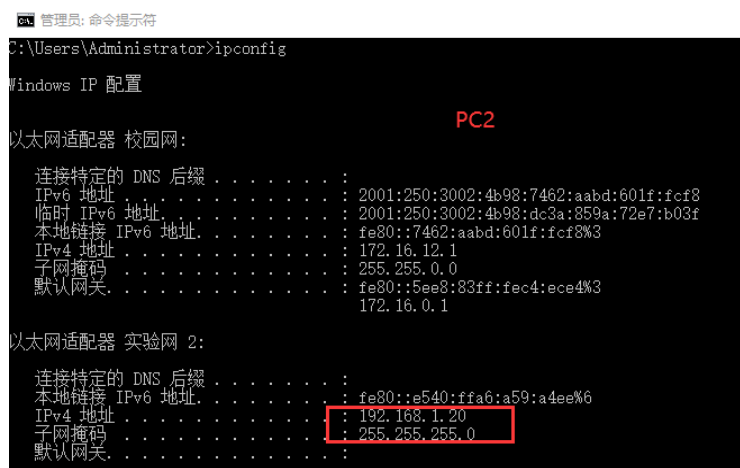 管理员: 命令提示符
C:\Users\Administrator>ipconfig
Windows IP 配置
PC2
以太网适配器 校园网:
连接特定的 DNS 后缀 . . . . . . . :
IPv6 地址 . . . . . . . . . . . . : 2001:250:3002:4b98:7462:aabd:601f:fcf8
临时 IPv6 地址. . . . . . . . . . : 2001:250:3002:4b98:dc3a:859a:72e7:b03f
本地链接 IPv6 地址. . . . . . . . : fe80::7462:aabd:601f:fcf8%3
IPv4 地址 . . . . . . . . . . . . : 172.16.12.1
子网掩码 . . . . . . . . . . . . : 255.255.0.0
默认网关. . . . . . . . . . . . . : fe80::5ee8:83ff:fec4:ece4%3
172.16.0.1
以太网适配器 实验网 2:
连接特定的 DNS 后缀 . . . . . . . :
本地链接 IPv6 地址. . . . . . . . : fe80::e540:ffa6:a59:a4ee%6
IPv4 地址 . . . . . . . . . . . . : 192.168.1.20
子网掩码 . . . . . . . . . . . . : 255.255.255.0
默认网关. . . . . . . . . . . . . :